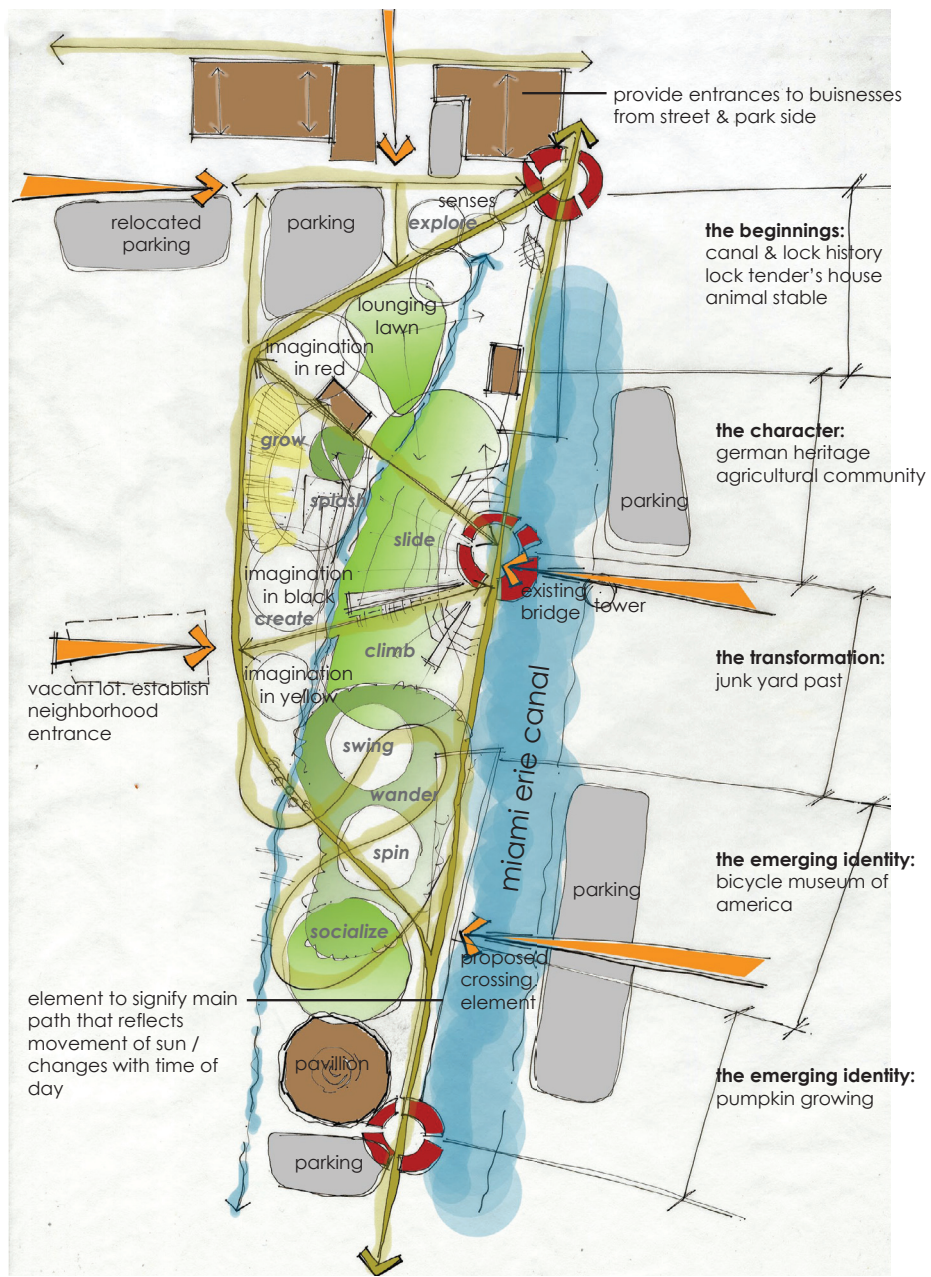 provide entrances to buisnesses
from street & park side
senses
explore
relocated
parking
parking
the beginnings:
canal & lock history
lock tender's house
animal stable
lounging
lawn
imagination
in red
grow
splash
slide
the character:
german heritage
agricultural community
parking
imagination
in black
create
existing
bridge
tower
climb
imagination
in yellow
vacant lot. establish
neighborhood
entrance
the transformation:
junk yard past
miami erie canal
swing
wander
spin
parking
the emerging identity:
bicycle museum of
america
socialize
proposed
crossing
element
element to signify main
path that reflects
movement of sun /
changes with time of
day
pavillion
the emerging identity:
pumpkin growing
parking